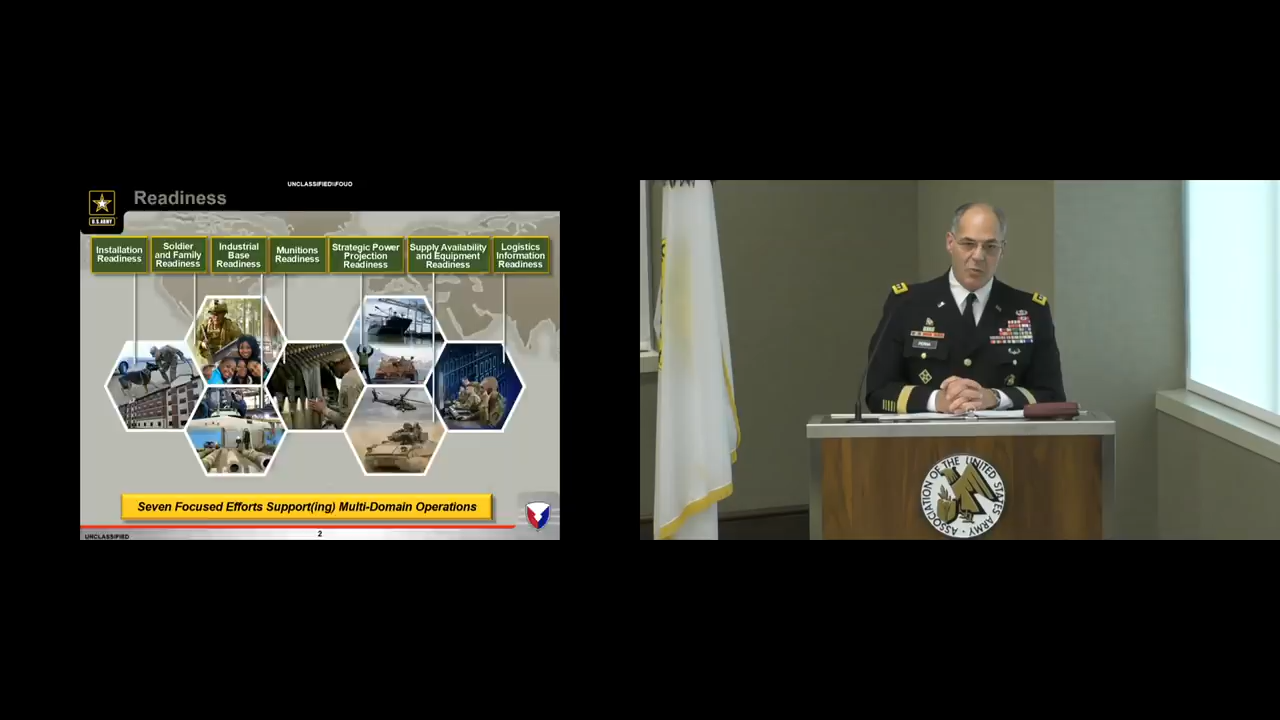 UNCLASSIFIED\FOUO
Readiness
U.S.ARMY
Installation
Readiness
Soldier
and Family
Readiness
Industrial
Base
Readiness
Munitions
Readiness
Strategic Power
Projection
Readiness
Supply Availability
and Equipment
Readiness
Logistics
Information
Readiness
Seven Focused Efforts Support(ing) Multi-Domain Operations
UNCLASSIFIED
2
PERNA
ASSOCIATION OF THE UNITED STATES ARMY